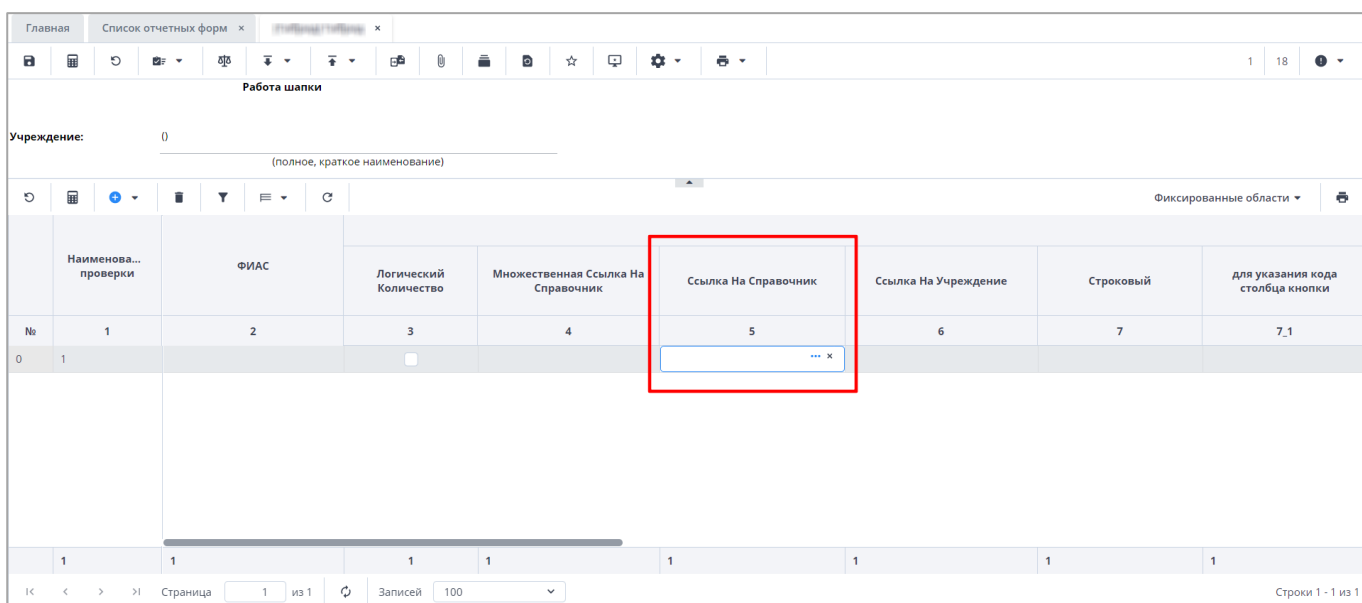 Главная Список отчетных форм ×  ×
1 18
Работа шапки
Учреждение: ()
(полное, краткое наименование)
Фиксированные области
Наименова... проверки
ФИАС
Логический Количество
Множественная Ссылка На Справочник
Ссылка На Справочник
Ссылка На Учреждение
Строковый
для указания кода столбца кнопки
№ 1 2 3 4 5 6 7 7_1
0 1 ... ×
1 1 1 1 1 1 1 1
Страница 1 из 1 Записей 100 Строки 1 - 1 из 1